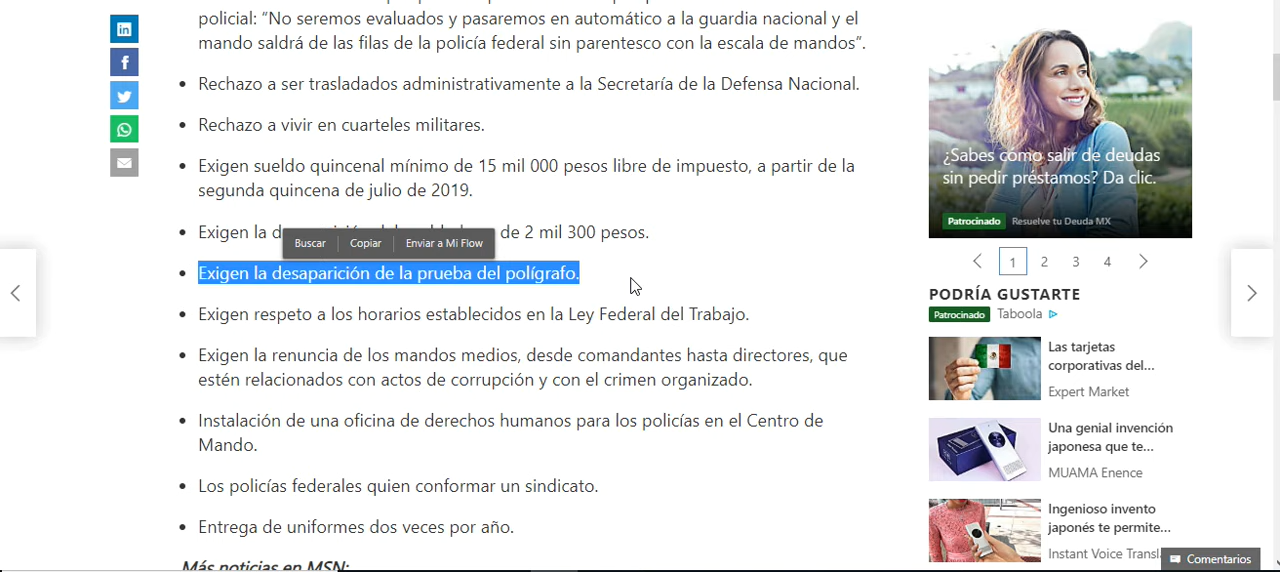 policial: “No seremos evaluados y pasaremos en automático a la guardia nacional y el
mando saldrá de las filas de la policía federal sin parentesco con la escala de mandos”.
• Rechazo a ser trasladados administrativamente a la Secretaría de la Defensa Nacional.
• Rechazo a vivir en cuarteles militares.
• Exigen sueldo quincenal mínimo de 15 mil 000 pesos libre de impuesto, a partir de la
segunda quincena de julio de 2019.
• Exigen la de 2 mil 300 pesos.
Buscar
Copiar
Enviar a Mi Flow
• Exigen la desaparición de la prueba del polígrafo.
• Exigen respeto a los horarios establecidos en la Ley Federal del Trabajo.
• Exigen la renuncia de los mandos medios, desde comandantes hasta directores, que
estén relacionados con actos de corrupción y con el crimen organizado.
• Instalación de una oficina de derechos humanos para los policías en el Centro de
Mando.
• Los policías federales quien conformar un sindicato.
• Entrega de uniformes dos veces por año.
Más noticias en MSN:
¿Sabes cómo salir de deudas
sin pedir préstamos? Da clic.
Patrocinado Resuelve tu Deuda MX
1 2 3 4
PODRÍA GUSTARTE
Patrocinado Taboola
Las tarjetas
corporativas del...
Expert Market
Una genial invención
japonesa que te...
MUAMA Enence
Ingenioso invento
japonés te permite...
Instant Voice Transl
Comentarios